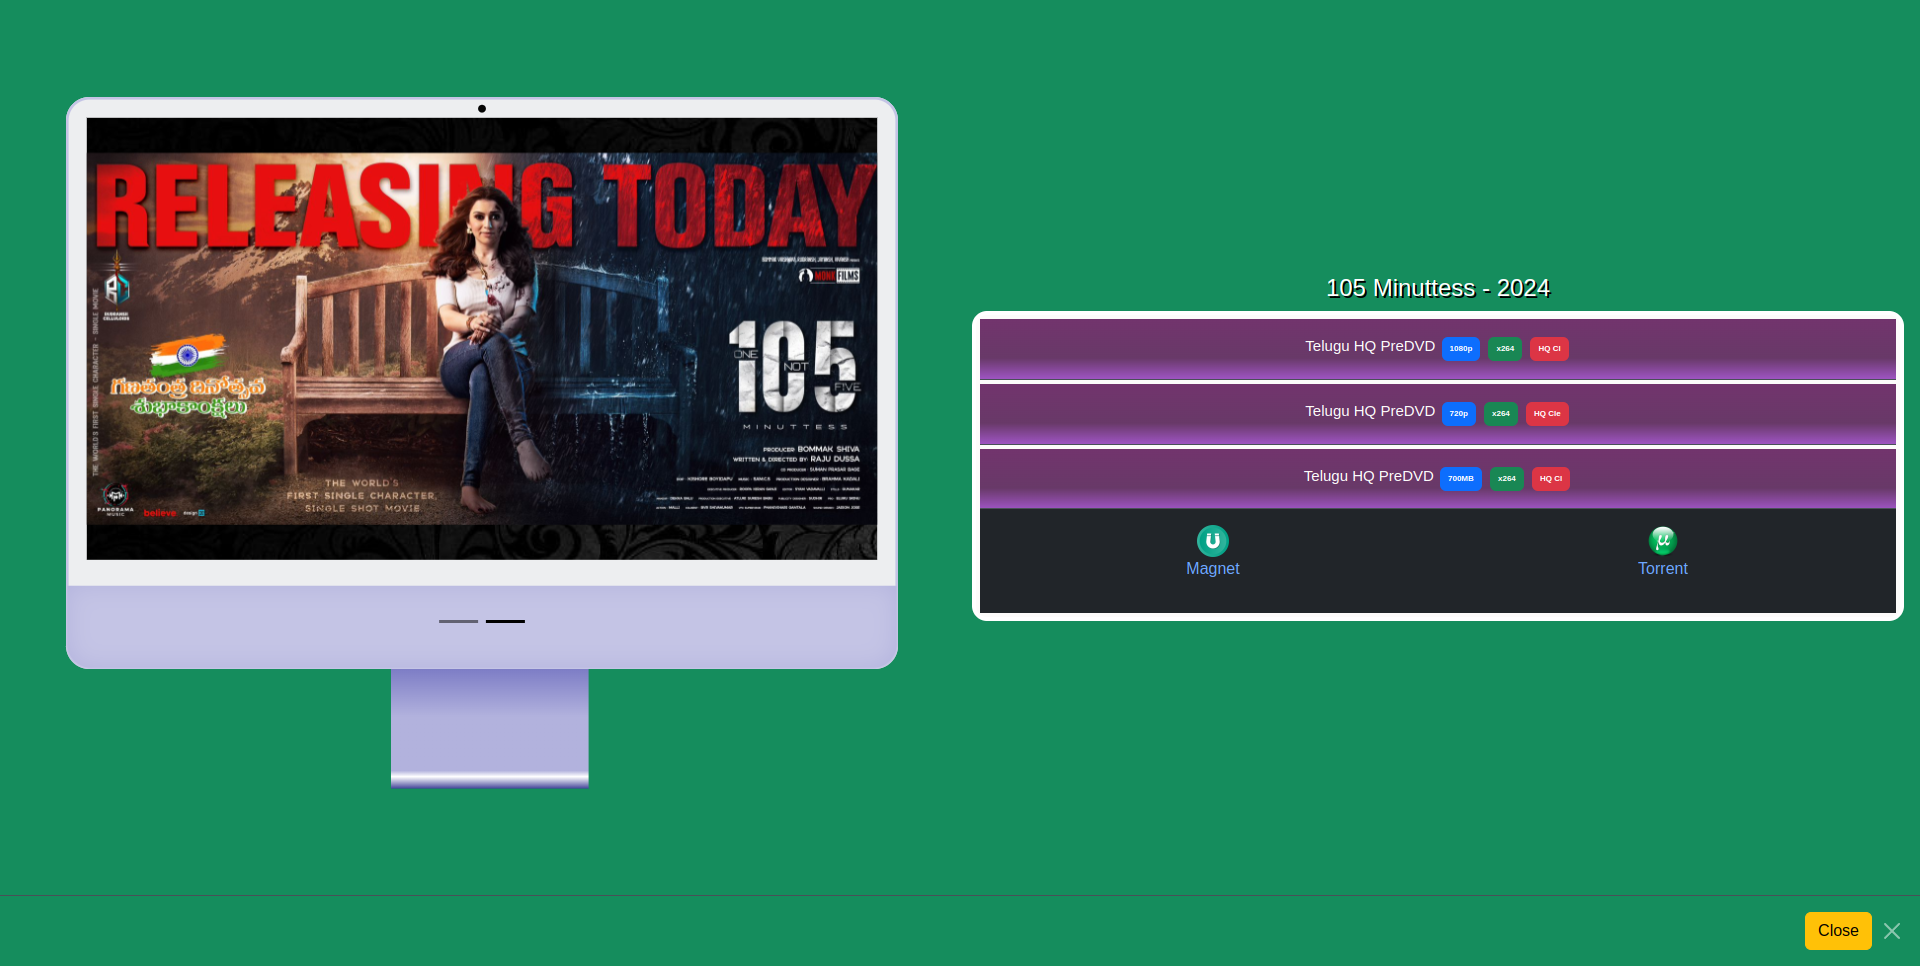 RELEASING TODAY
MONK FILMS
RUDRANSH
CELLULOIDS
THE WORLD'S FIRST SINGLE CHARACTER - SINGLE MOVIE
గణతంత్ర దినోత్సవ
శుభాకాంక్షలు
105
ONE NOT FIVE
MINUTTESS
PRODUCER: BOMMAK SHIVA
WRITTEN & DIRECTED BY: RAJU DUSSA
THE WORLD'S
FIRST SINGLE CHARACTER,
SINGLE SHOT MOVIE
PANORAMA
MUSIC
believe.
design
105 Minuttess - 2024
Telugu HQ PreDVD 1080p x264 HQ Cl
Telugu HQ PreDVD 720p x264 HQ Cle
Telugu HQ PreDVD 700MB x264 HQ Cl
Magnet Torrent
Close